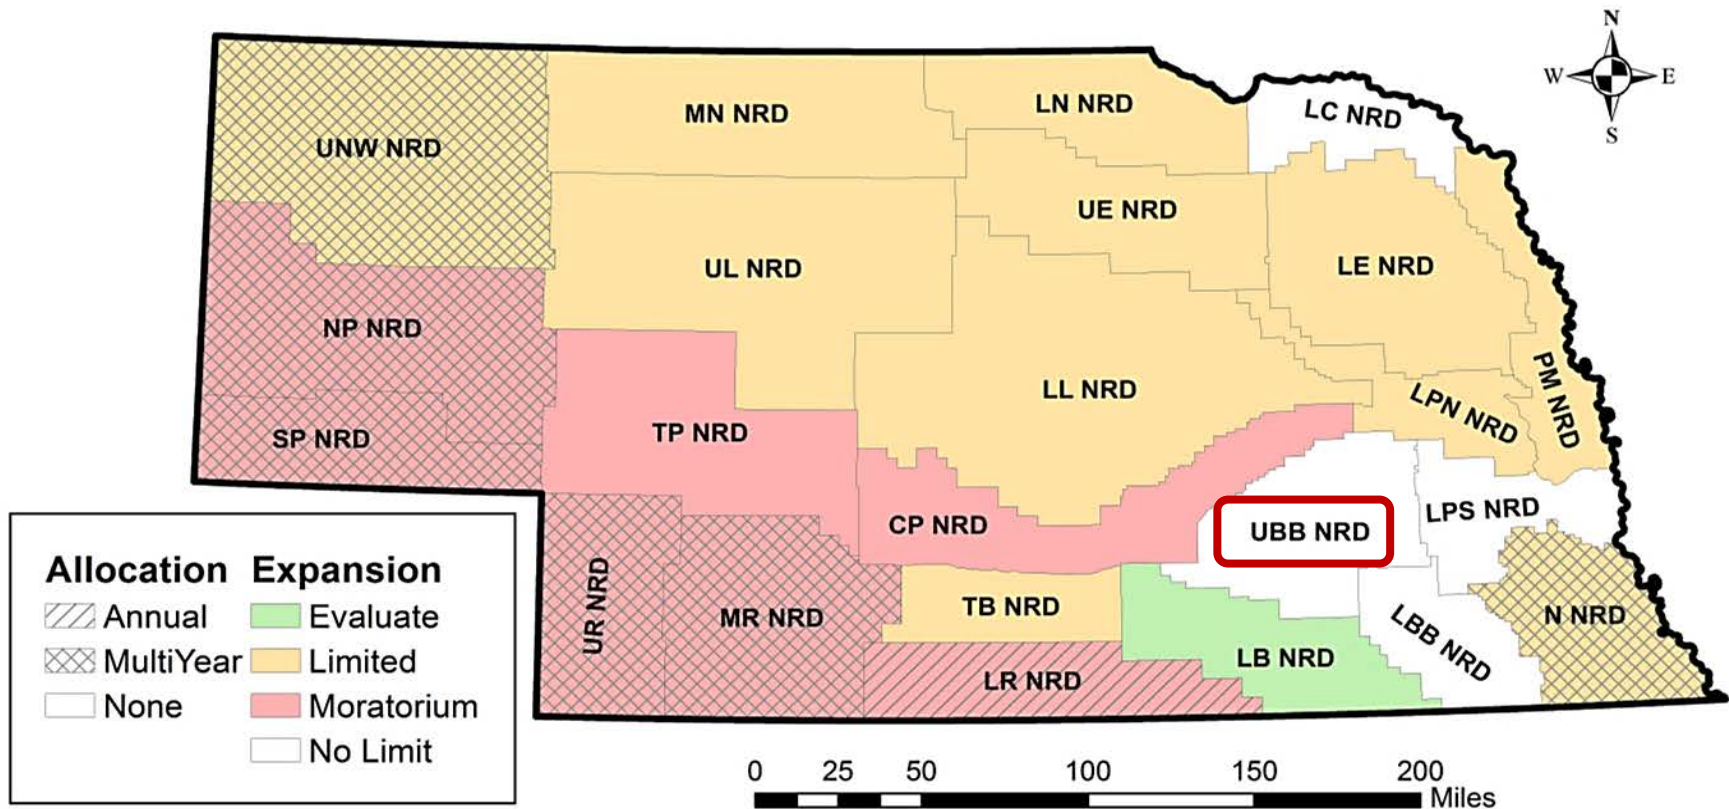 N
W E
S
LC NRD
LN NRD
MN NRD
UNW NRD
UE NRD
UL NRD
LE NRD
NP NRD
LL NRD
PM NRD
LPN NRD
SP NRD
TP NRD
CP NRD
UBB NRD
LPS NRD
UR NRD
MR NRD
TB NRD
LB NRD
LBB NRD
N NRD
LR NRD
Allocation Expansion
Annual Evaluate
MultiYear Limited
None Moratorium
No Limit
0 25 50 100 150 200
Miles